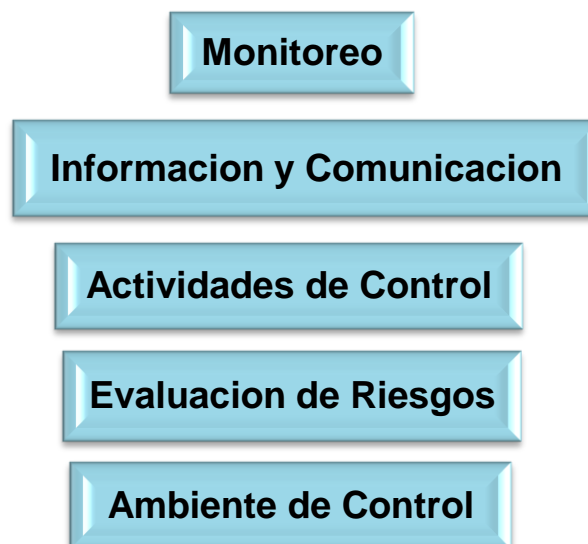 Monitoreo
Informacion y Comunicacion
Actividades de Control
Evaluacion de Riesgos
Ambiente de Control